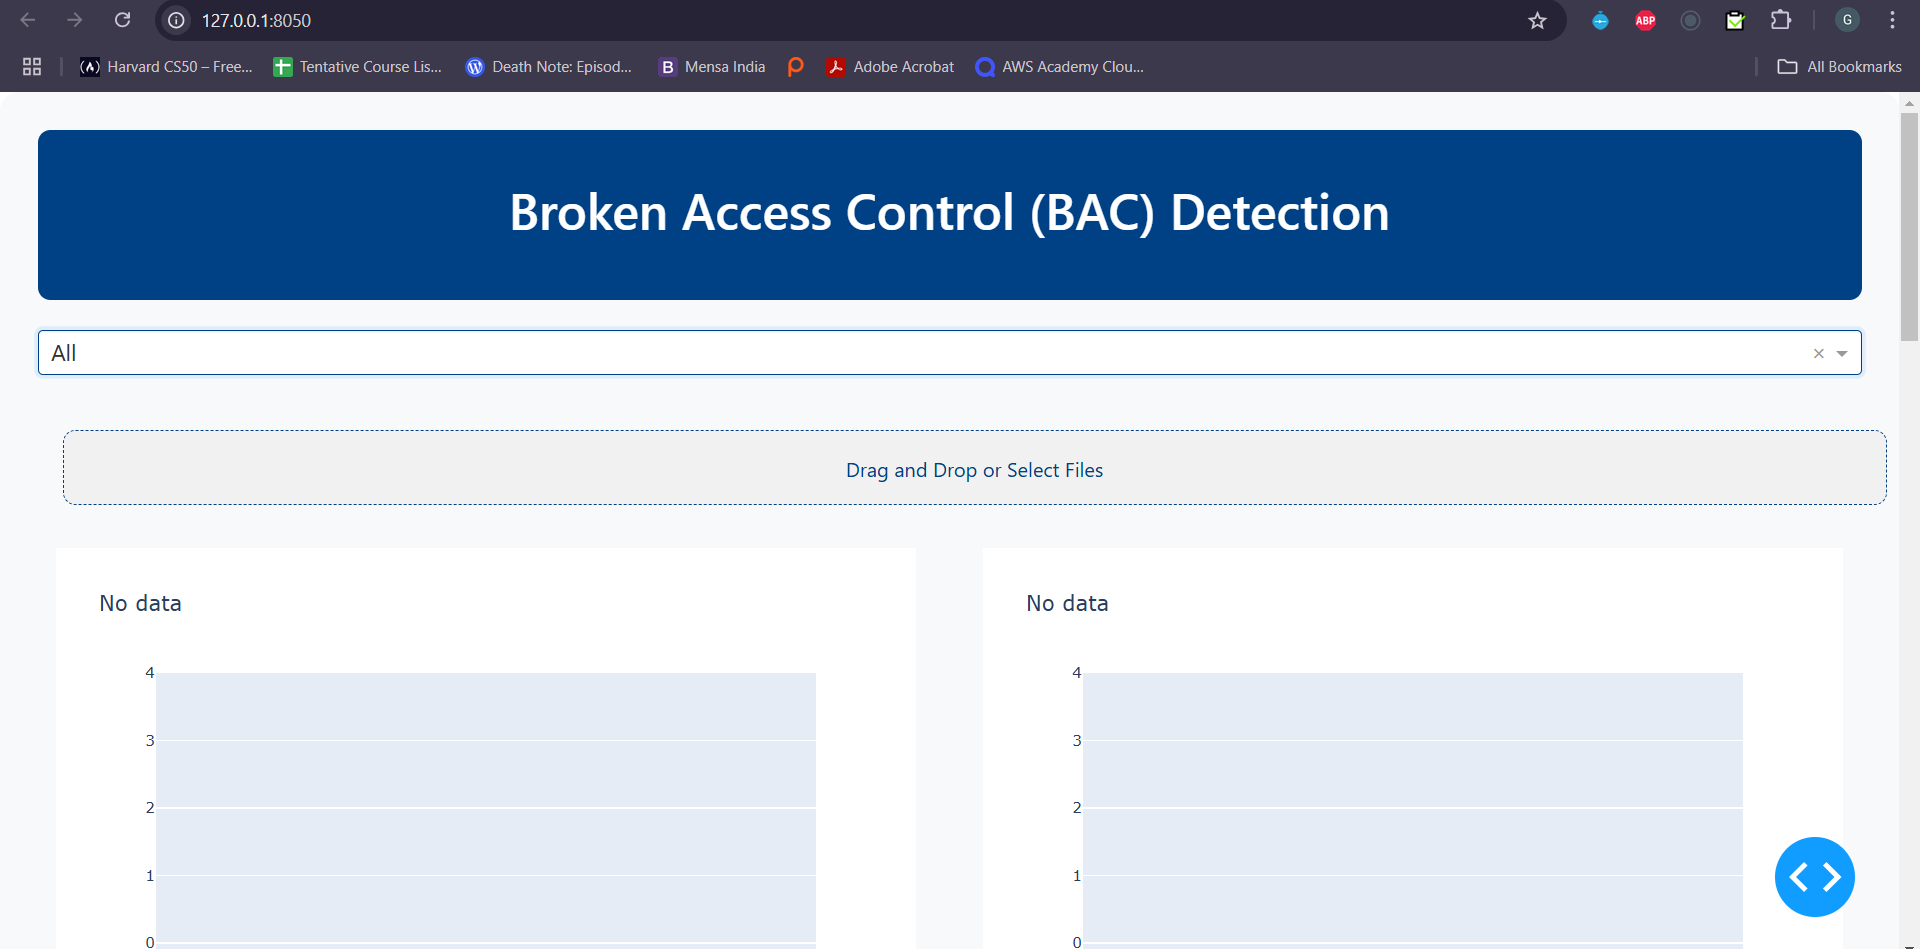 127.0.0.1:8050
ABP
G
Harvard CS50 – Free...
Tentative Course Lis...
Death Note: Episod...
B Mensa India
Adobe Acrobat
AWS Academy Clou...
All Bookmarks
Broken Access Control (BAC) Detection
All
Drag and Drop or Select Files
No data
4
3
2
1
0
No data
4
3
2
1
0